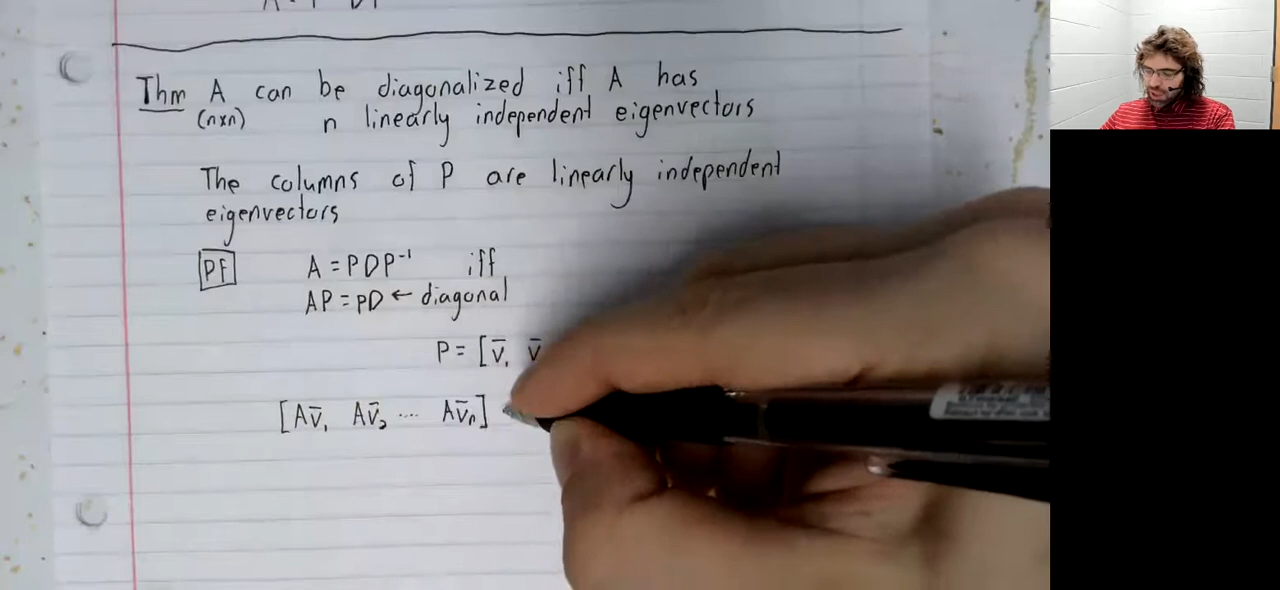 Thm A can be diagonalized iff A has
(n×n) n linearly independent eigenvectors
The columns of P are linearly independent
eigenvectors
PF A = PDP⁻¹ iff
AP = PD ← diagonal
P = [v̄₁ v̄
[Av̄₁ Av̄₂ .... Av̄ₙ]